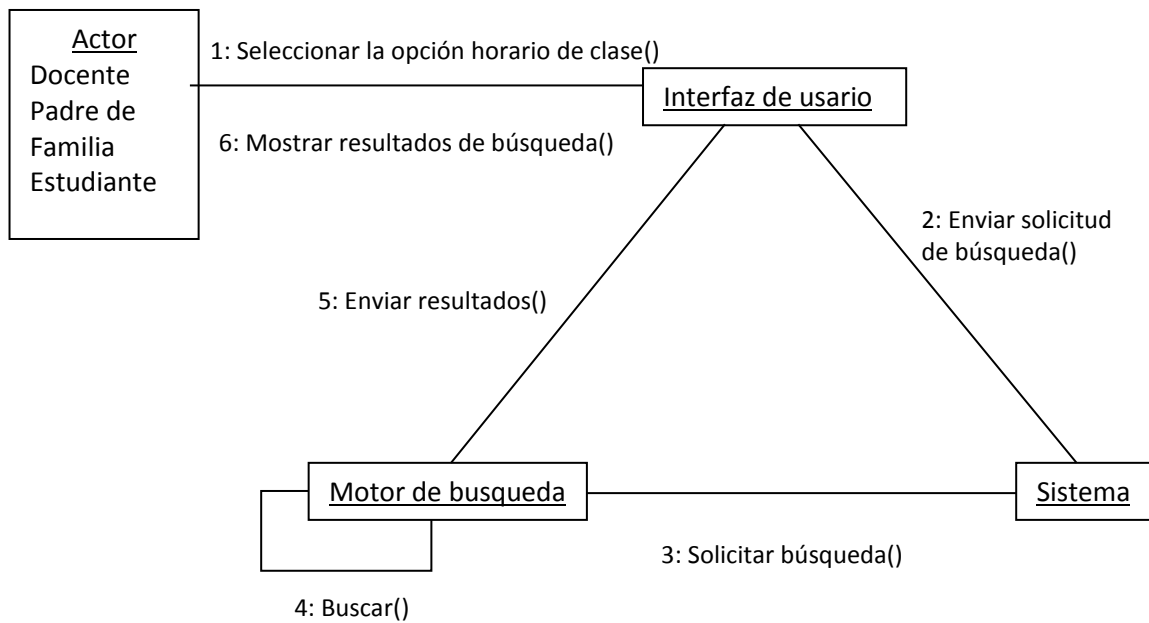 Actor
Docente
Padre de
Familia
Estudiante
1: Seleccionar la opción horario de clase()
Interfaz de usario
6: Mostrar resultados de búsqueda()
2: Enviar solicitud
de búsqueda()
5: Enviar resultados()
Motor de busqueda
Sistema
3: Solicitar búsqueda()
4: Buscar()